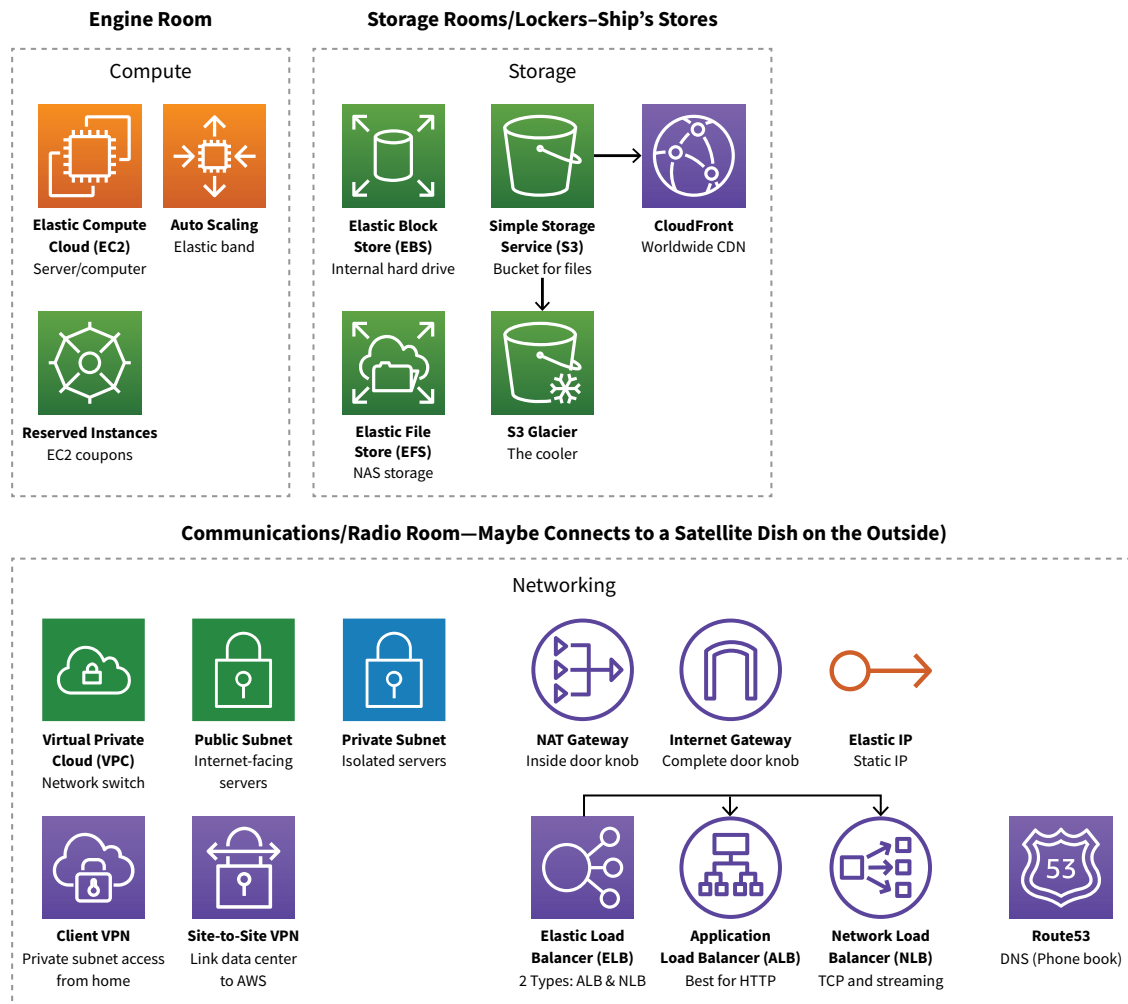 Engine Room
Storage Rooms/Lockers–Ship’s Stores
Compute
Storage
Elastic Compute
Cloud (EC2)
Server/computer
Auto Scaling
Elastic band
Elastic Block
Store (EBS)
Internal hard drive
Simple Storage
Service (S3)
Bucket for files
CloudFront
Worldwide CDN
Reserved Instances
EC2 coupons
Elastic File
Store (EFS)
NAS storage
S3 Glacier
The cooler
Communications/Radio Room—Maybe Connects to a Satellite Dish on the Outside)
Networking
Virtual Private
Cloud (VPC)
Network switch
Public Subnet
Internet-facing
servers
Private Subnet
Isolated servers
NAT Gateway
Inside door knob
Internet Gateway
Complete door knob
Elastic IP
Static IP
Client VPN
Private subnet access
from home
Site-to-Site VPN
Link data center
to AWS
Elastic Load
Balancer (ELB)
2 Types: ALB & NLB
Application
Load Balancer (ALB)
Best for HTTP
Network Load
Balancer (NLB)
TCP and streaming
53
Route53
DNS (Phone book)